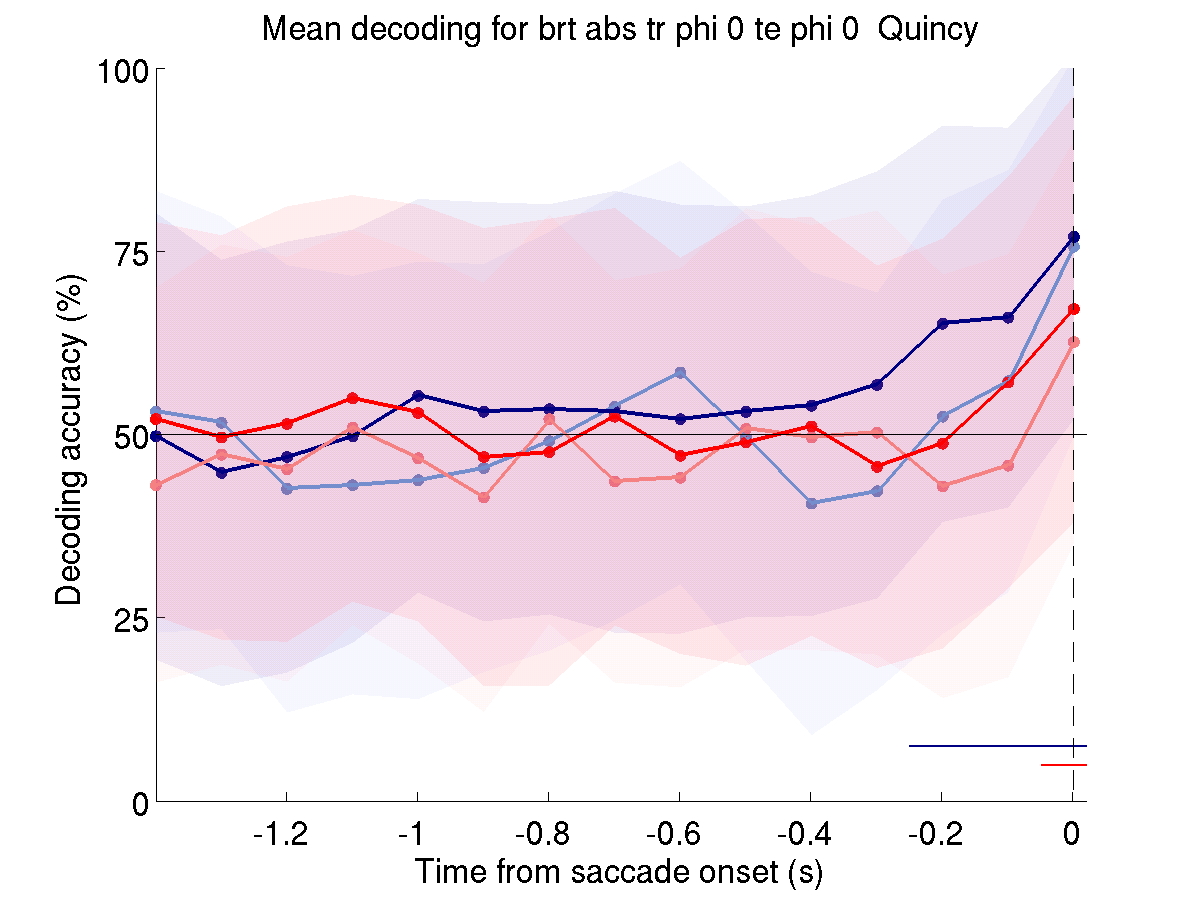 Mean decoding for brt abs tr phi 0 te phi 0  Quincy
100
75
50
25
0
Decoding accuracy (%)
-1.2 -1 -0.8 -0.6 -0.4 -0.2 0
Time from saccade onset (s)